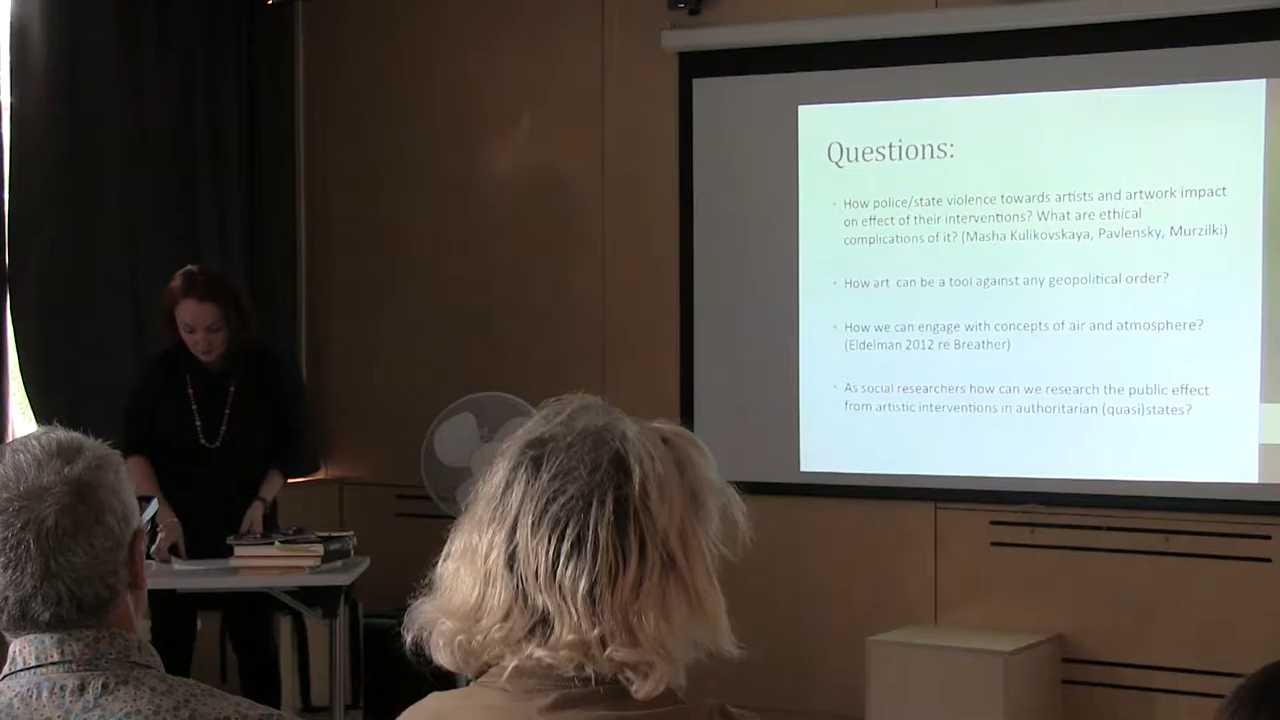 Questions:
How police/state violence towards artists and artwork impact
on effect of their interventions? What are ethical
complications of it? (Masha Kulikovskaya, Pavlensky, Murzilki)
How art can be a tool against any geopolitical order?
How we can engage with concepts of air and atmosphere?
(Eidelman 2012 re Breather)
As social researchers how can we research the public effect
from artistic interventions in authoritarian (quasi)states?